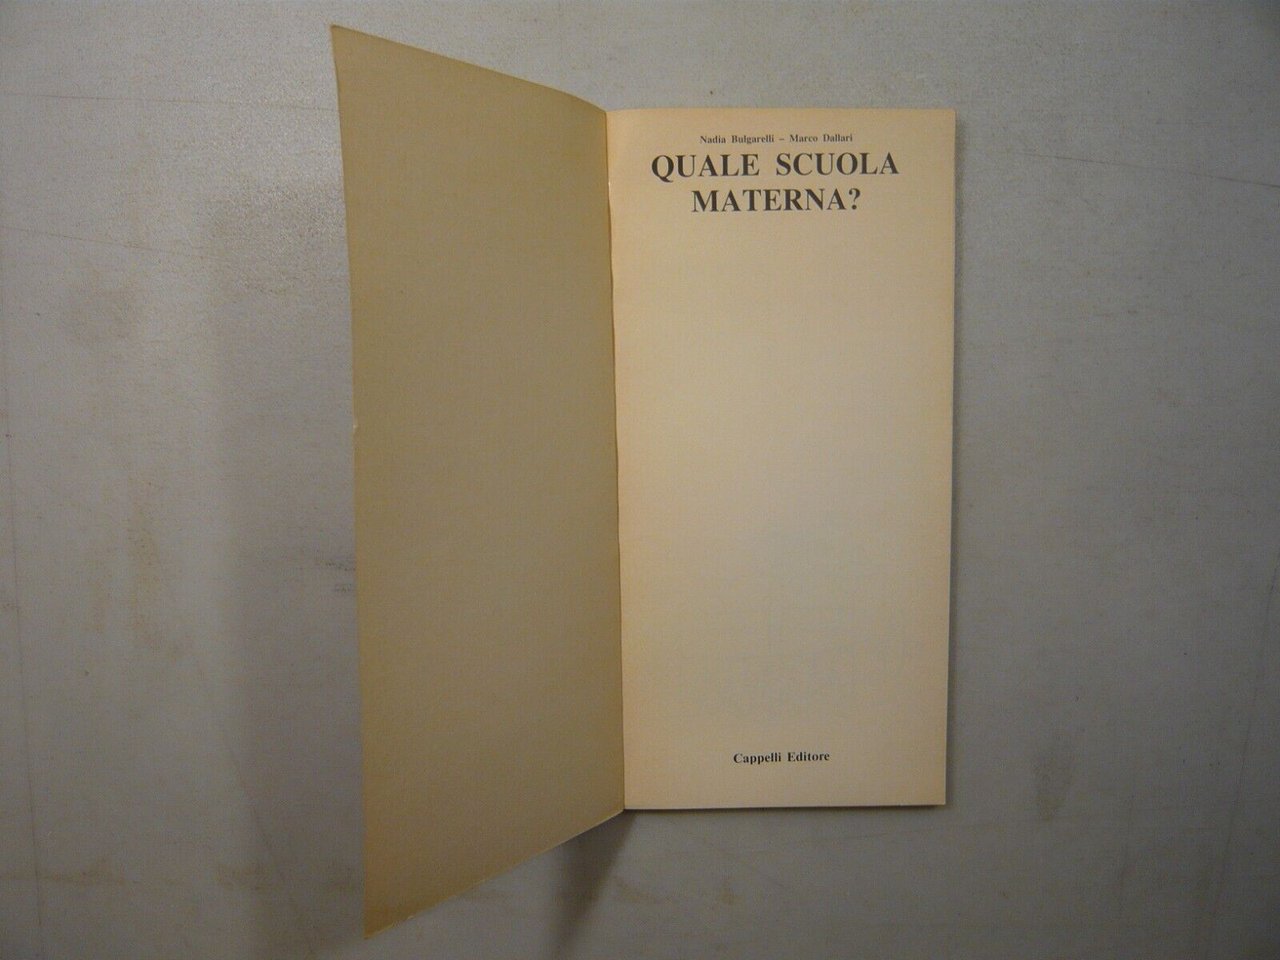 Nadia Bulgarelli – Marco Dallari
QUALE SCUOLA
MATERNA?
Cappelli Editore